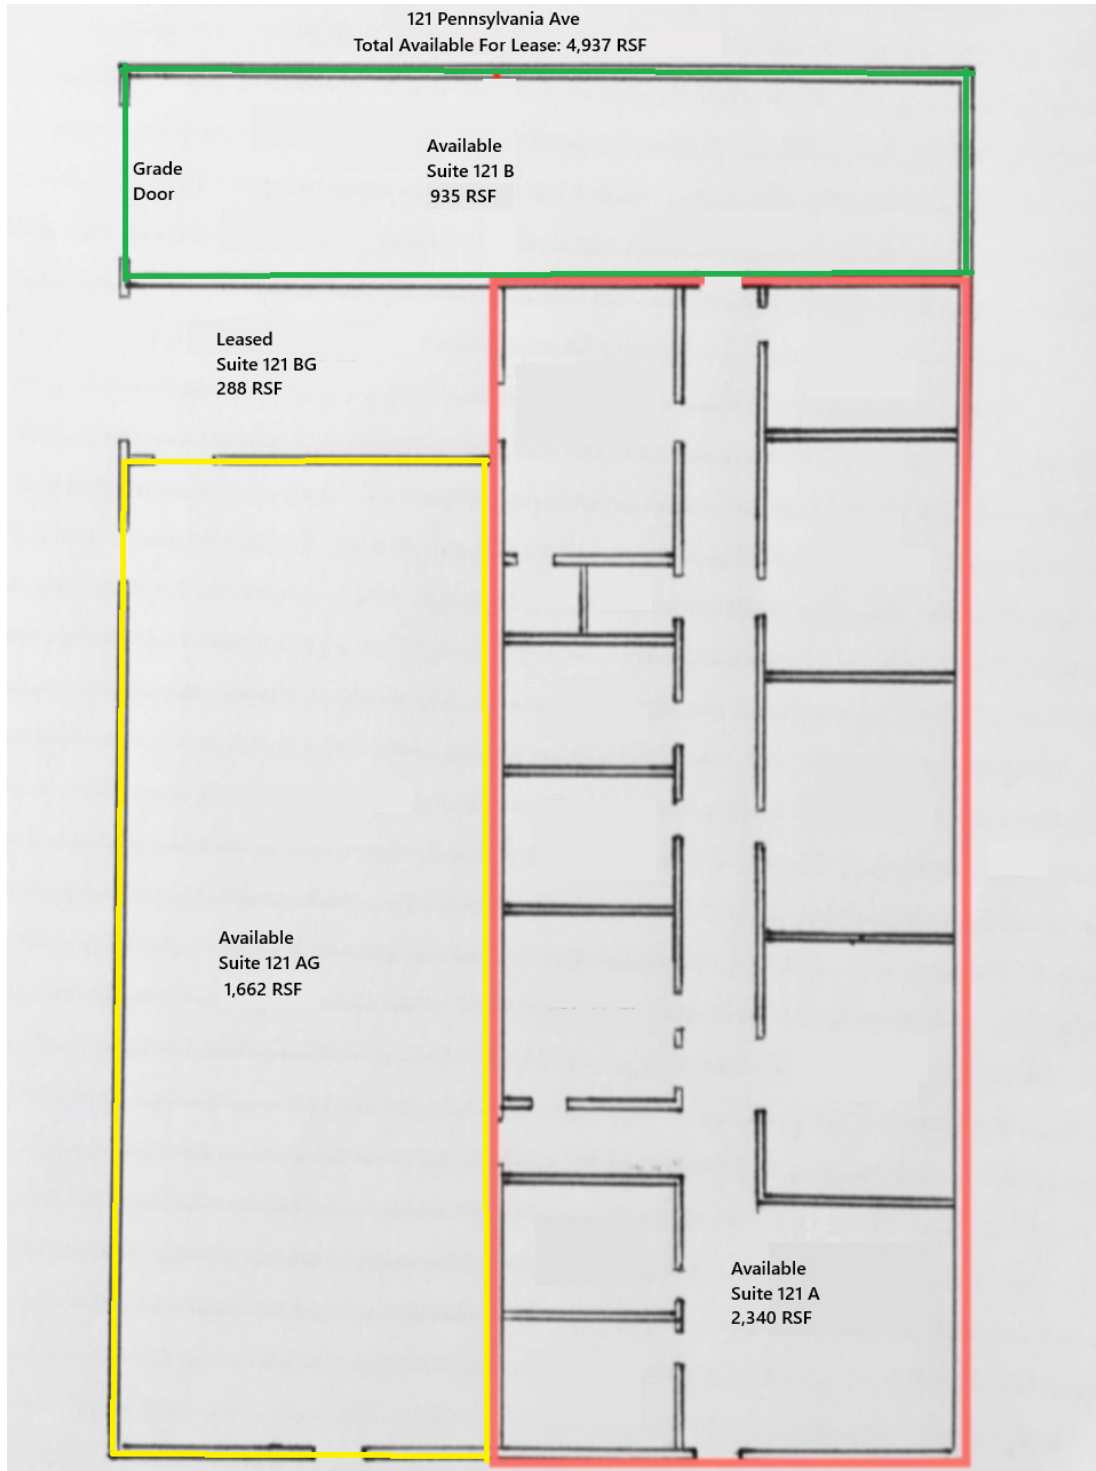 121 Pennsylvania Ave
Total Available For Lease: 4,937 RSF
Available
Suite 121 B
935 RSF
Grade
Door
Leased
Suite 121 BG
288 RSF
Available
Suite 121 AG
1,662 RSF
Available
Suite 121 A
2,340 RSF